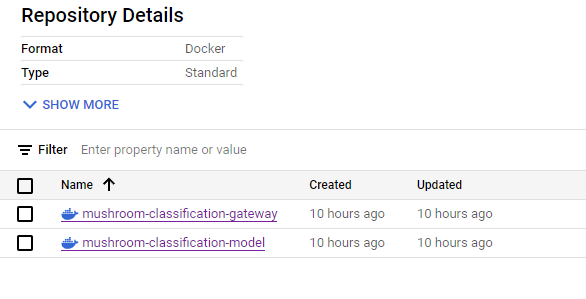 Repository Details
Format Docker
Type Standard
SHOW MORE
Filter Enter property name or value
Name Created Updated
mushroom-classification-gateway 10 hours ago 10 hours ago
mushroom-classification-model 10 hours ago 10 hours ago